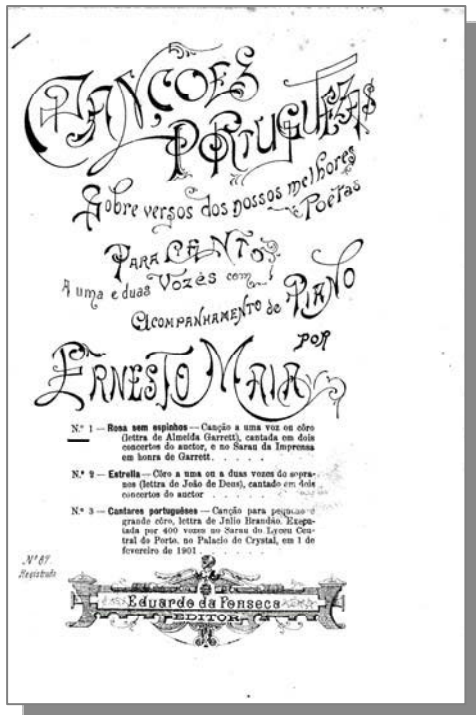 CANÇÕES
PORTUGUEZAS
Sobre versos dos nossos melhores
Poétas
PARA CANTO
A uma e duas Vozes com
Acompanhamento de PIANO
POR
ERNESTO MAIA
N.º 1 — Rosa sem espinhos — Canção a uma voz ou côro
(lettra de Almeida Garrett), cantada em dois
concertos do auctor, e no Sarau da Imprensa
em honra de Garrett. . . . . .
N.º 2 — Estrella — Côro a uma ou a duas vozes de sopra-
nos (lettra de João de Deus), cantado em dois
concertos do auctor . . . . . .
N.º 3 — Cantares portuguêses — Canção para pequeno e
grande côro, lettra de Julio Brandão. Exepu-
tada por 400 vozes no Sarau do Lyceu Cen-
tral do Porto, no Palacio de Crystal, em 1 de
fevereiro de 1901 . . . . . .
Nº 87
Registrado
Eduardo da Fonseca
EDITOR